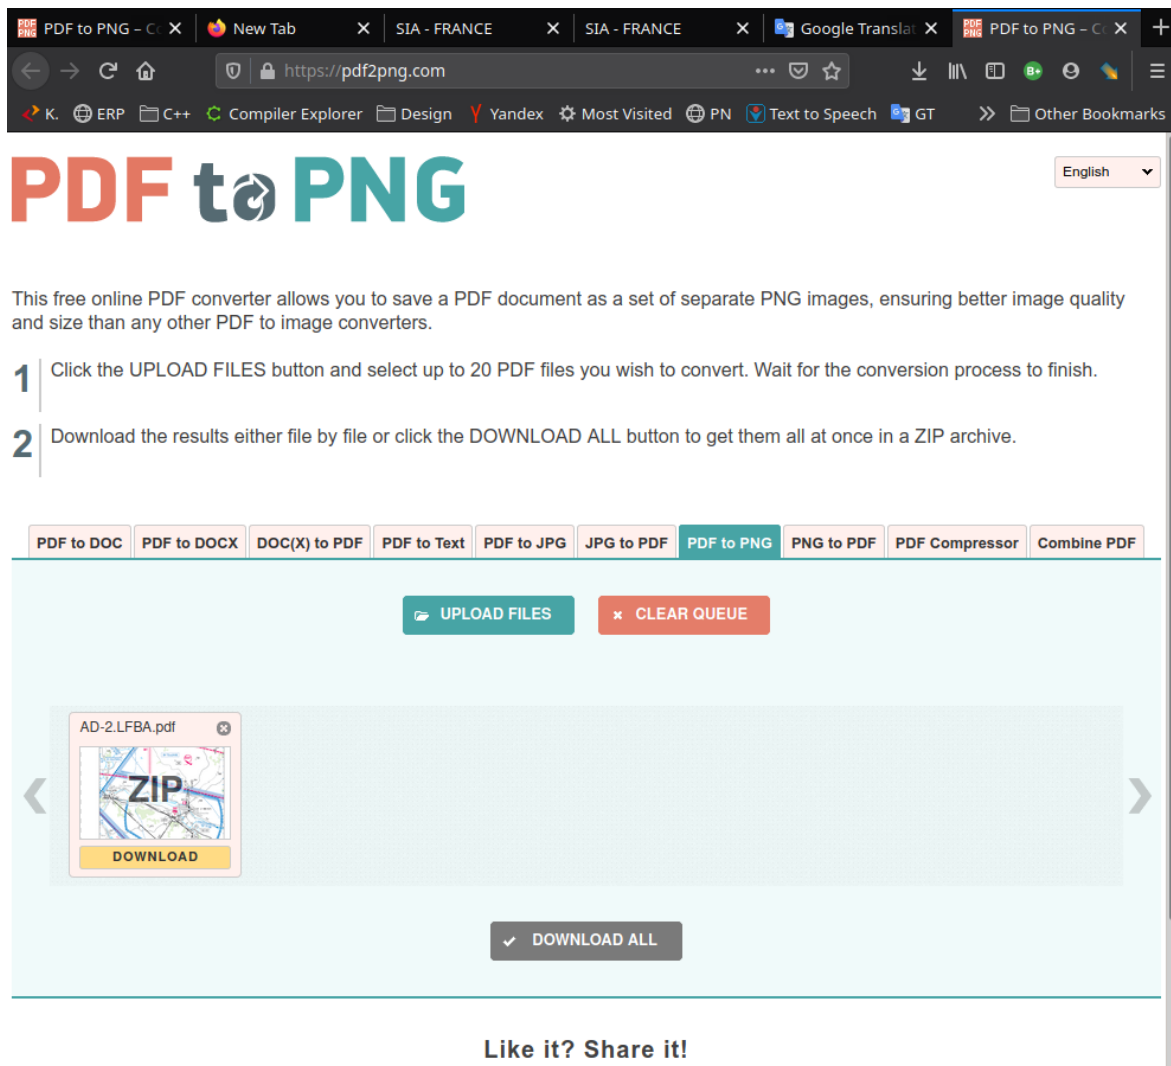 PDF to PNG – Co
New Tab
SIA - FRANCE
SIA - FRANCE
Google Translat
PDF to PNG – Co
https://pdf2png.com
K.
ERP
C++
Compiler Explorer
Design
Yandex
Most Visited
PN
Text to Speech
GT
Other Bookmarks
PDF to PNG
English
This free online PDF converter allows you to save a PDF document as a set of separate PNG images, ensuring better image quality
and size than any other PDF to image converters.
1
Click the UPLOAD FILES button and select up to 20 PDF files you wish to convert. Wait for the conversion process to finish.
2
Download the results either file by file or click the DOWNLOAD ALL button to get them all at once in a ZIP archive.
PDF to DOC
PDF to DOCX
DOC(X) to PDF
PDF to Text
PDF to JPG
JPG to PDF
PDF to PNG
PNG to PDF
PDF Compressor
Combine PDF
UPLOAD FILES
CLEAR QUEUE
AD-2.LFBA.pdf
ZIP
DOWNLOAD
DOWNLOAD ALL
Like it? Share it!